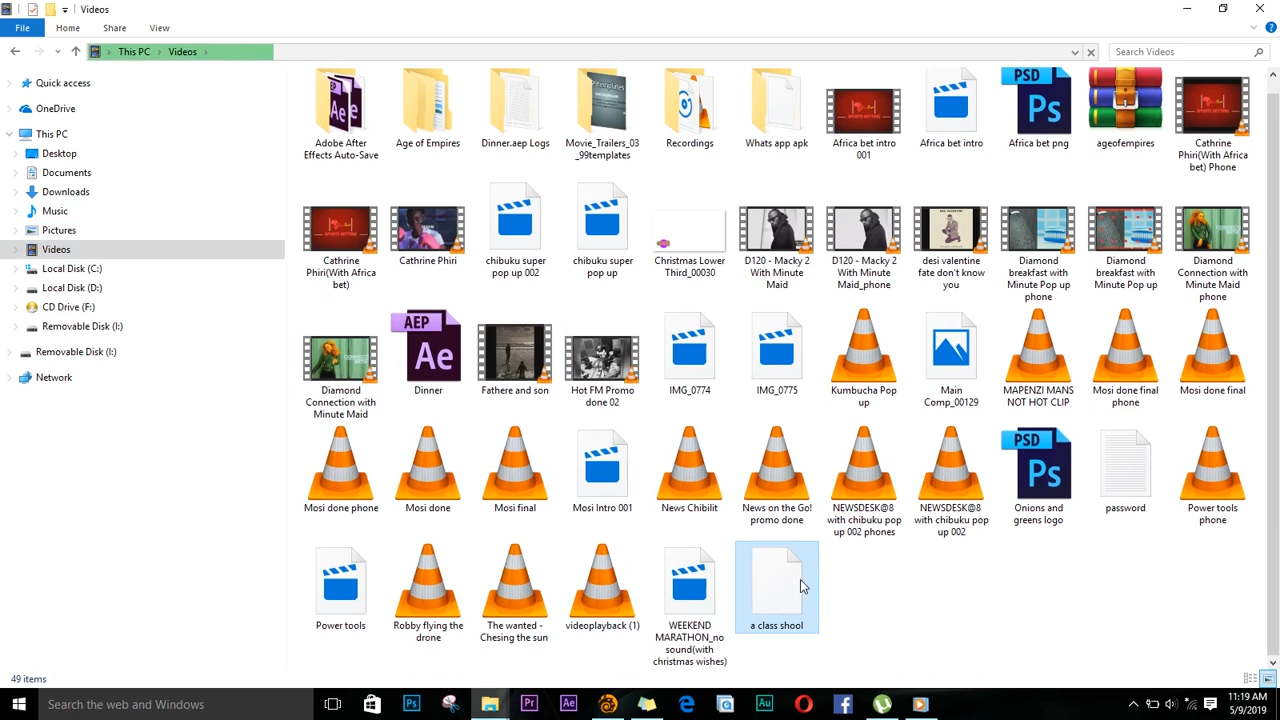 Videos
File
Home
Share
View
This PC
Videos
Search Videos
Quick access
OneDrive
This PC
Desktop
Documents
Downloads
Music
Pictures
Videos
Local Disk (C:)
Local Disk (D:)
CD Drive (F:)
Removable Disk (I:)
Removable Disk (I:)
Network
Adobe After
Effects Auto-Save
Age of Empires
Dinner.aep Logs
Movie_Trailers_03
_99templates
Recordings
Whats app apk
Africa bet intro
001
Africa bet intro
PSD
Ps
Africa bet png
ageofempires
Cathrine
Phiri(With Africa
bet) Phone
Cathrine
Phiri(With Africa
bet)
Cathrine Phiri
chibuku super
pop up 002
chibuku super
pop up
Christmas Lower
Third_00030
D120 - Macky 2
With Minute
Maid
D120 - Macky 2
With Minute
Maid_phone
desi valentine
fate don't know
you
Diamond
breakfast with
Minute Pop up
phone
Diamond
breakfast with
Minute Pop up
Diamond
Connection with
Minute Maid
phone
Diamond
Connection with
Minute Maid
AEP
Ae
Dinner
Fathere and son
Hot FM Promo
done 02
IMG_0774
IMG_0775
Kumbucha Pop
up
Main
Comp_00129
MAPENZI MANS
NOT HOT CLIP
Mosi done final
phone
Mosi done final
Mosi done phone
Mosi done
Mosi final
Mosi Intro 001
News Chibilit
News on the Go!
promo done
NEWSDESK@8
with chibuku pop
up 002 phones
NEWSDESK@8
with chibuku pop
up 002
PSD
Ps
Onions and
greens logo
password
Power tools
phone
Power tools
Robby flying the
drone
The wanted -
Chesing the sun
videoplayback (1)
WEEKEND
MARATHON_no
sound(with
christmas wishes)
a class shool
49 items
Search the web and Windows
Ps
Pr
Ae
Au
11:19 AM
5/9/2019